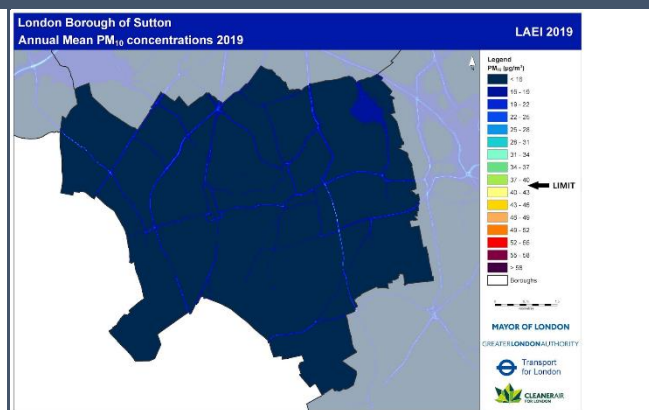 London Borough of Sutton
Annual Mean PM₁₀ concentrations 2019
LAEI 2019
N
Legend
PM₁₀ (µg/m³)
< 16
16 - 19
19 - 22
22 - 25
25 - 28
28 - 31
31 - 34
34 - 37
37 - 40
40 - 43
43 - 46
46 - 49
49 - 52
52 - 55
55 - 58
> 58
Boroughs
LIMIT
MAYOR OF LONDON
GREATERLONDONAUTHORITY
Transport
for London
CLEANERAIR
FOR LONDON